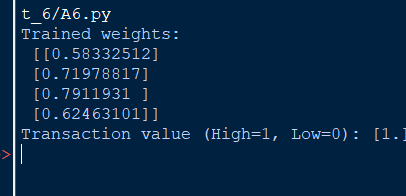 t_6/A6.py
Trained weights:
[[0.58332512]
[0.71978817]
[0.7911931 ]
[0.62463101]]
Transaction value (High=1, Low=0): [1.]
>